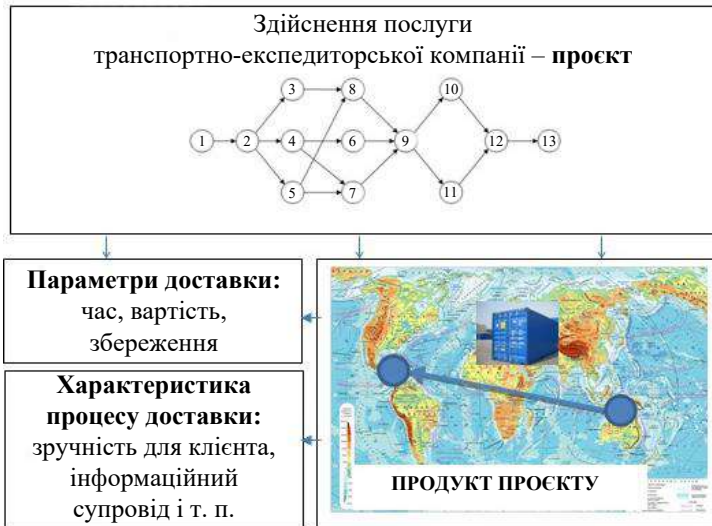 Здійснення послуги
транспортно-експедиторської компанії – проєкт
3 8 10
1 2 4 6 9 12 13
5 7 11
Параметри доставки:
час, вартість,
збереження
Характеристика
процесу доставки:
зручність для клієнта,
інформаційний
супровід і т. п.
ПРОДУКТ ПРОЄКТУ